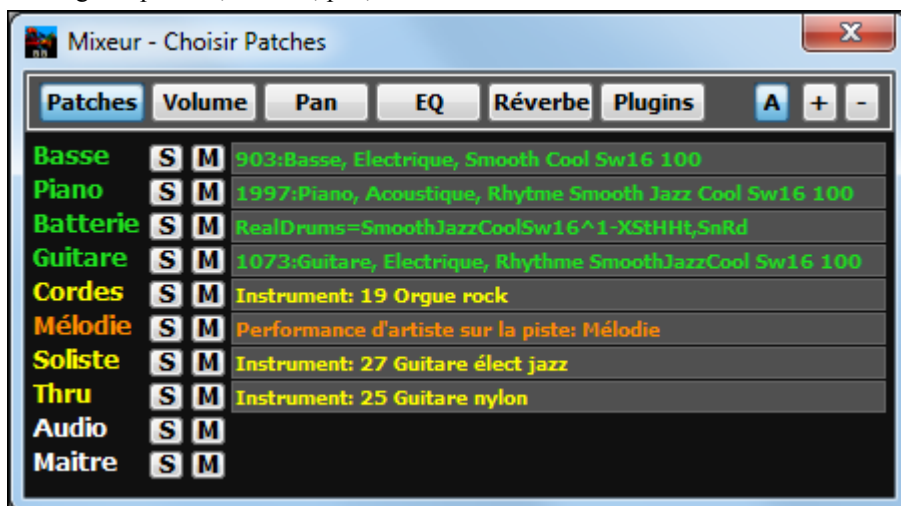 Mixeur - Choisir Patches
Patches Volume Pan EQ Réverbe Plugins A + -
Basse S M 903:Basse, Electrique, Smooth Cool Sw16 100
Piano S M 1997:Piano, Acoustique, Rhytme Smooth Jazz Cool Sw16 100
Batterie S M RealDrums=SmoothJazzCoolSw16^1-XStHHt,SnRd
Guitare S M 1073:Guitare, Electrique, Rhythme SmoothJazzCool Sw16 100
Cordes S M Instrument: 19 Orgue rock
Mélodie S M Performance d'artiste sur la piste: Mélodie
Soliste S M Instrument: 27 Guitare élect jazz
Thru S M Instrument: 25 Guitare nylon
Audio S M
Maitre S M